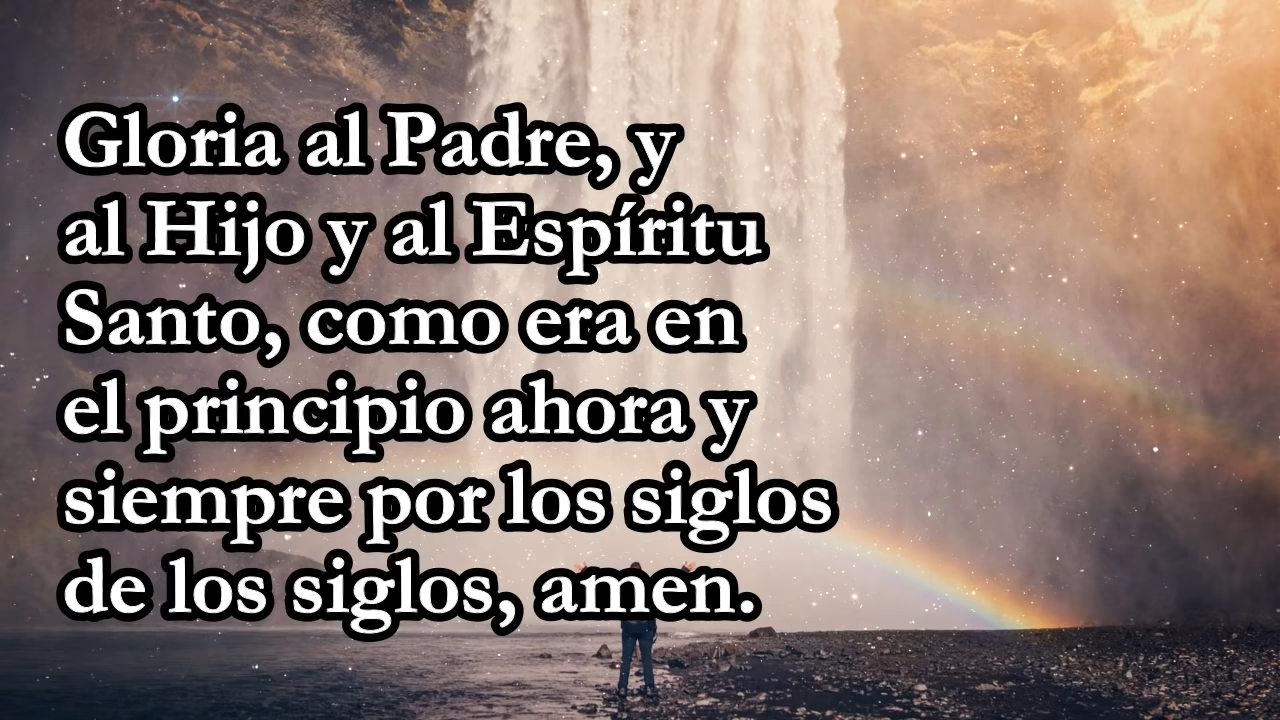 Gloria al Padre, y
al Hijo y al Espíritu
Santo, como era en
el principio ahora y
siempre por los siglos
de los siglos, amen.